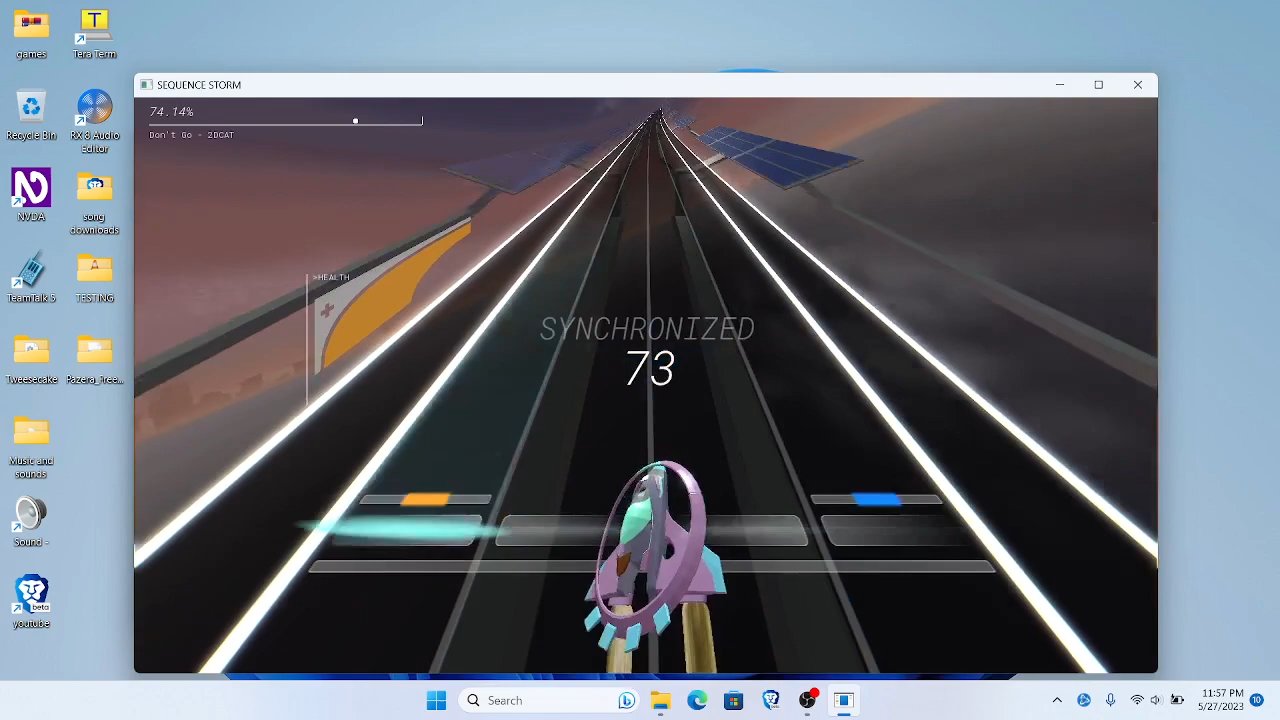 games
T
Tera Term
Recycle Bin
RX 8 Audio
Editor
NVDA
song
downloads
TeamTalk 5
TESTING
Tweesecake
Pazera_Free...
Music and
sounds
Sound -
beta
youtube
SEQUENCE STORM
74.14%
Don't Go - 2DCAT
>HEALTH
SYNCHRONIZED
73
Search
11:57 PM
5/27/2023
10